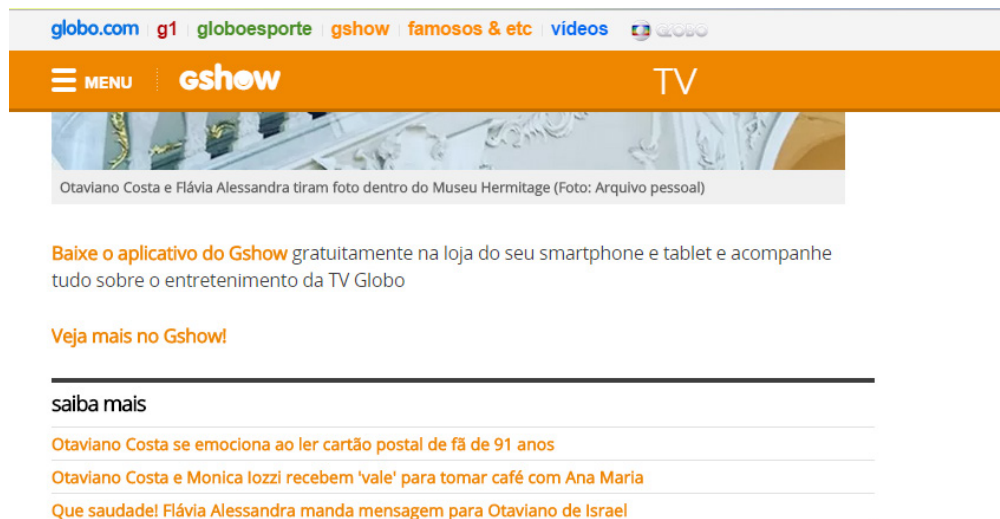 globo.com g1 globoesporte gshow famosos & etc vídeos GLOBO
MENU Gshow TV
Otaviano Costa e Flávia Alessandra tiram foto dentro do Museu Hermitage (Foto: Arquivo pessoal)
Baixe o aplicativo do Gshow gratuitamente na loja do seu smartphone e tablet e acompanhe
tudo sobre o entretenimento da TV Globo
Veja mais no Gshow!
saiba mais
Otaviano Costa se emociona ao ler cartão postal de fã de 91 anos
Otaviano Costa e Monica Iozzi recebem 'vale' para tomar café com Ana Maria
Que saudade! Flávia Alessandra manda mensagem para Otaviano de Israel